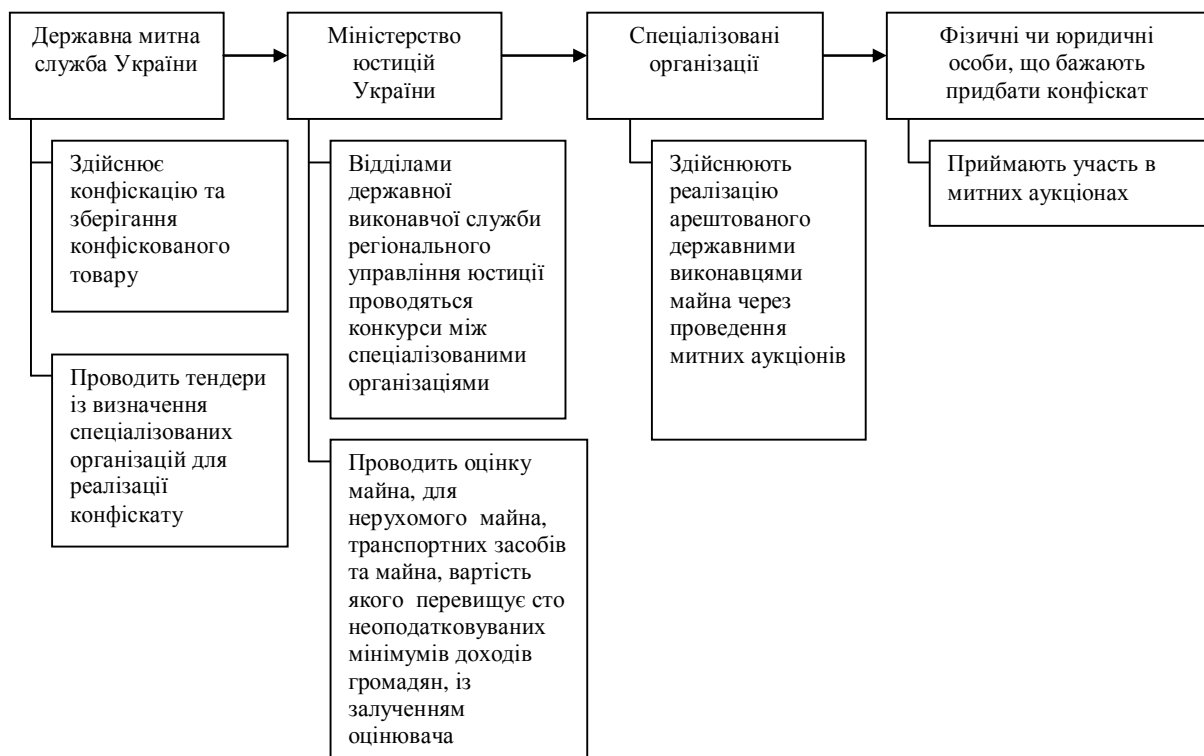 Державна митна
служба України
Міністерство
юстицій
України
Спеціалізовані
організації
Фізичні чи юридичні
особи, що бажають
придбати конфіскат
Здійснює
конфіскацію та
зберігання
конфіскованого
товару
Проводить тендери
із визначення
спеціалізованих
організацій для
реалізації
конфіскату
Відділами
державної
виконавчої служби
регіонального
управління юстиції
проводяться
конкурси між
спеціалізованими
організаціями
Проводить оцінку
майна, для
нерухомого майна,
транспортних засобів
та майна, вартість
якого перевищує сто
неоподатковуваних
мінімумів доходів
громадян, із
залученням
оцінювача
Здійснюють
реалізацію
арештованого
державними
виконавцями
майна через
проведення
митних аукціонів
Приймають участь в
митних аукціонах